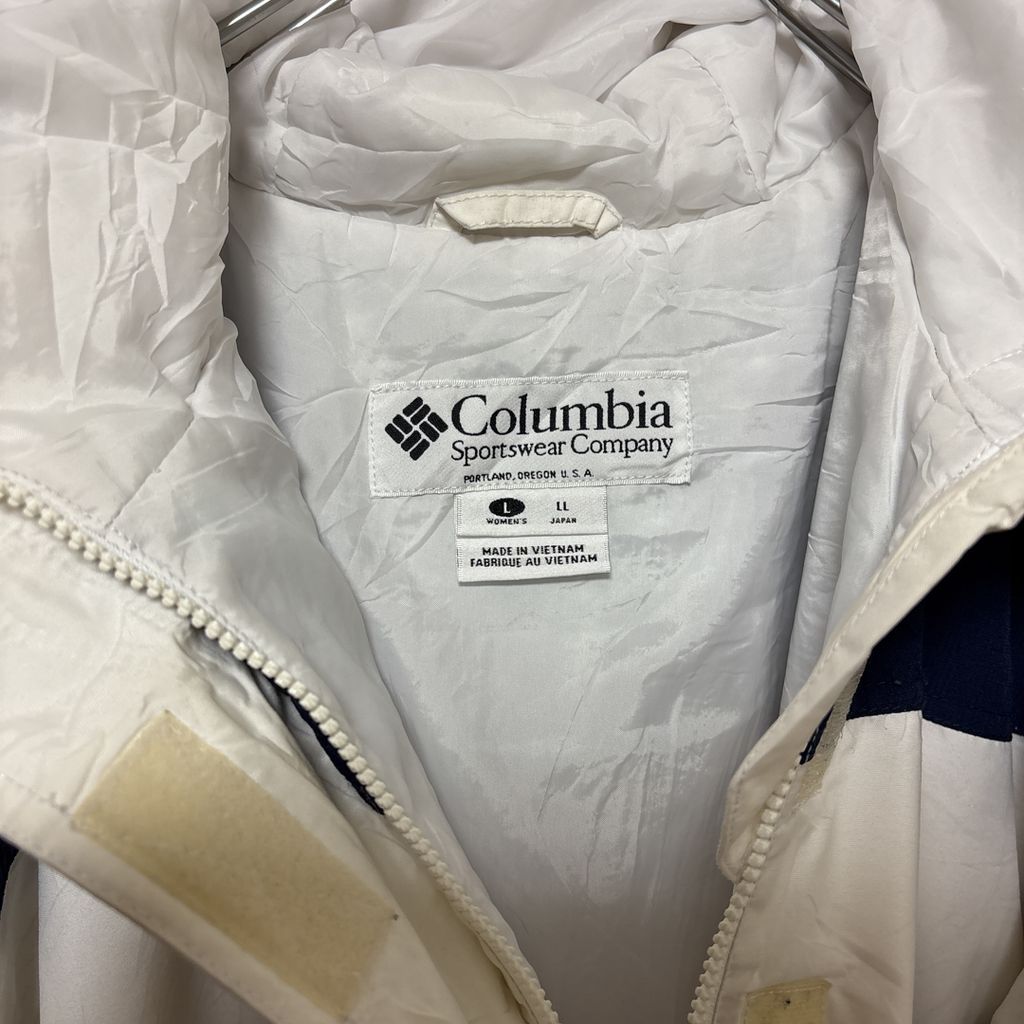 Columbia
Sportswear Company
PORTLAND, OREGON U. S. A.
L LL
WOMEN'S JAPAN
MADE IN VIETNAM
FABRIQUE AU VIETNAM